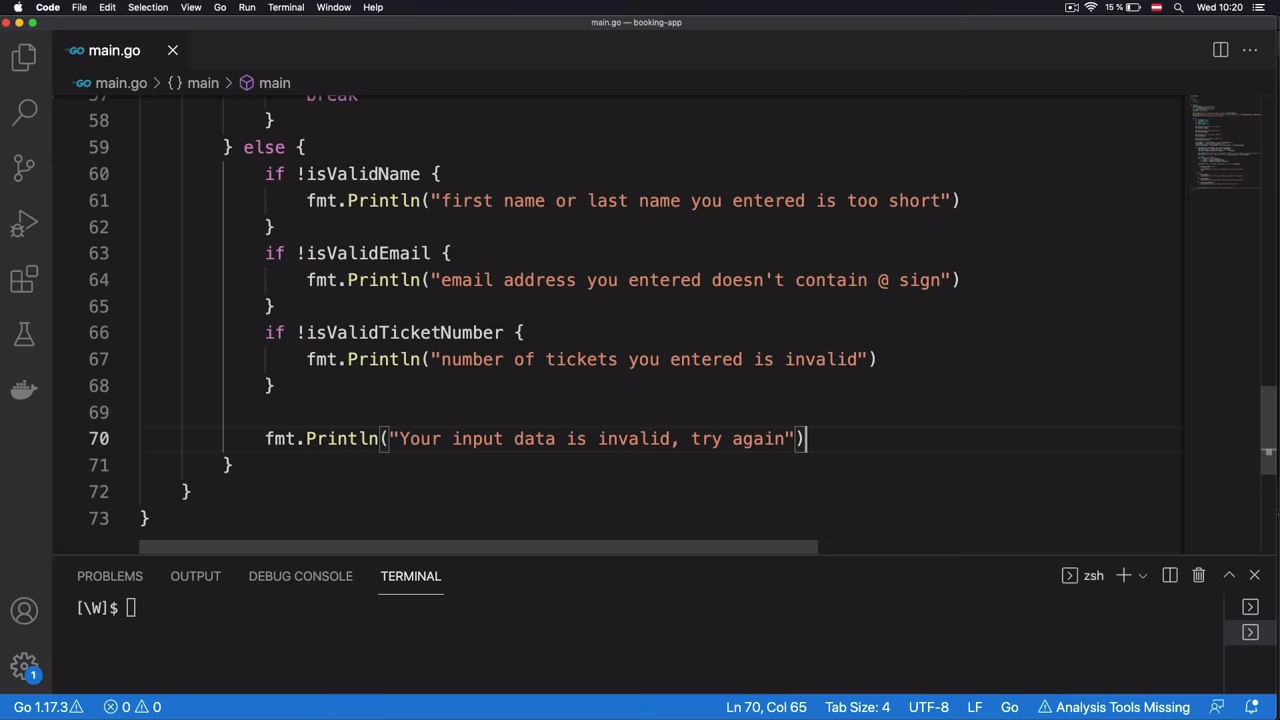 Code File Edit Selection View Go Run Terminal Window Help 15 % Wed 10:20
main.go — booking-app
GO main.go
GO main.go > { } main > main
57 break
58 }
59 } else {
60 if !isValidName {
61 fmt.Println("first name or last name you entered is too short")
62 }
63 if !isValidEmail {
64 fmt.Println("email address you entered doesn't contain @ sign")
65 }
66 if !isValidTicketNumber {
67 fmt.Println("number of tickets you entered is invalid")
68 }
69
70 fmt.Println("Your input data is invalid, try again")
71 }
72 }
73 }
PROBLEMS OUTPUT DEBUG CONSOLE TERMINAL zsh
[\W]$
1
Go 1.17.3 0 0 Ln 70, Col 65 Tab Size: 4 UTF-8 LF Go Analysis Tools Missing